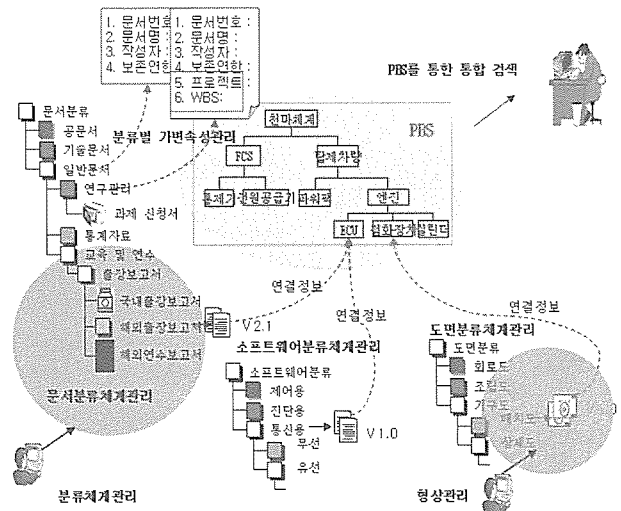 1. 문서번호
2. 문서명 :
3. 작성자 :
4. 보존연한
1. 문서번호 :
2. 문서명 :
3. 작성자 :
4. 보존연한 :
5. 프로젝트 :
6. WBS:
PBS를 통한 통합 검색
문서분류
공문서
기술문서
일반문서
연구관리
과제 신청서
통계자료
교육 및 연수
출장보고서
국내출장보고서
해외출장보고서
해외연수보고서
문서분류체계관리
분류체계관리
분류별 가변속성관리
천마체계
PBS
FCS
탑재차량
통제기
전원공급기
파워팩
엔진
ECU
점화장치
실린더
연결정보
연결정보
연결정보
V2.1
소프트웨어분류체계관리
소프트웨어분류
제어용
진단용
통신용
V1.0
무선
유선
도면분류체계관리
도면분류
회로도
조립도
기구도
상세도
형상관리